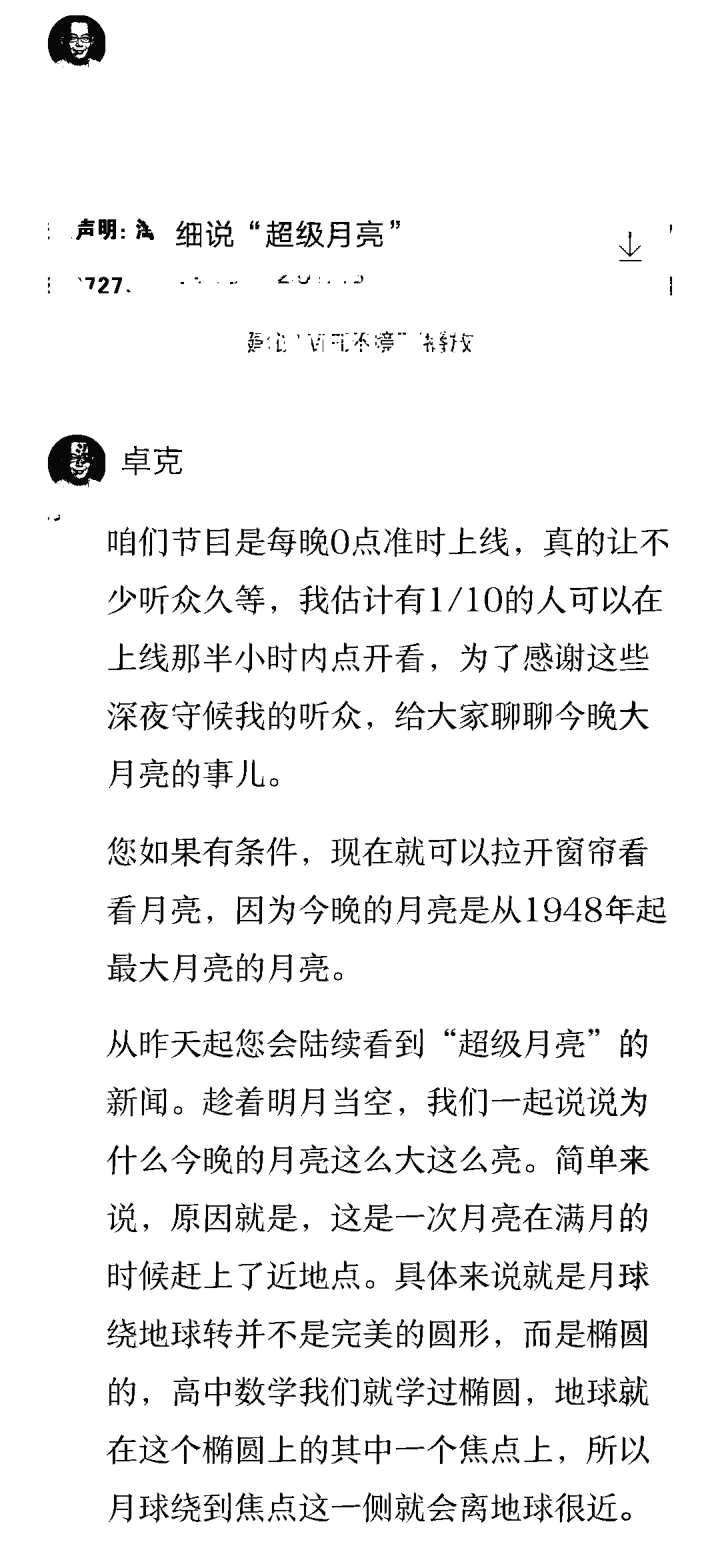 声明:
细说“超级月亮”
727.
卓克
咱们节目是每晚0点准时上线，真的让不
少听众久等，我估计有1/10的人可以在
上线那半小时内点开看，为了感谢这些
深夜守候我的听众，给大家聊聊今晚大
月亮的事儿。
您如果有条件，现在就可以拉开窗帘看
看月亮，因为今晚的月亮是从1948年起
最大月亮的月亮。
从昨天起您会陆续看到“超级月亮”的
新闻。趁着明月当空，我们一起说说为
什么今晚的月亮这么大这么亮。简单来
说，原因就是，这是一次月亮在满月的
时候赶上了近地点。具体来说就是月球
绕地球转并不是完美的圆形，而是椭圆
的，高中数学我们就学过椭圆，地球就
在这个椭圆上的其中一个焦点上，所以
月球绕到焦点这一侧就会离地球很近。